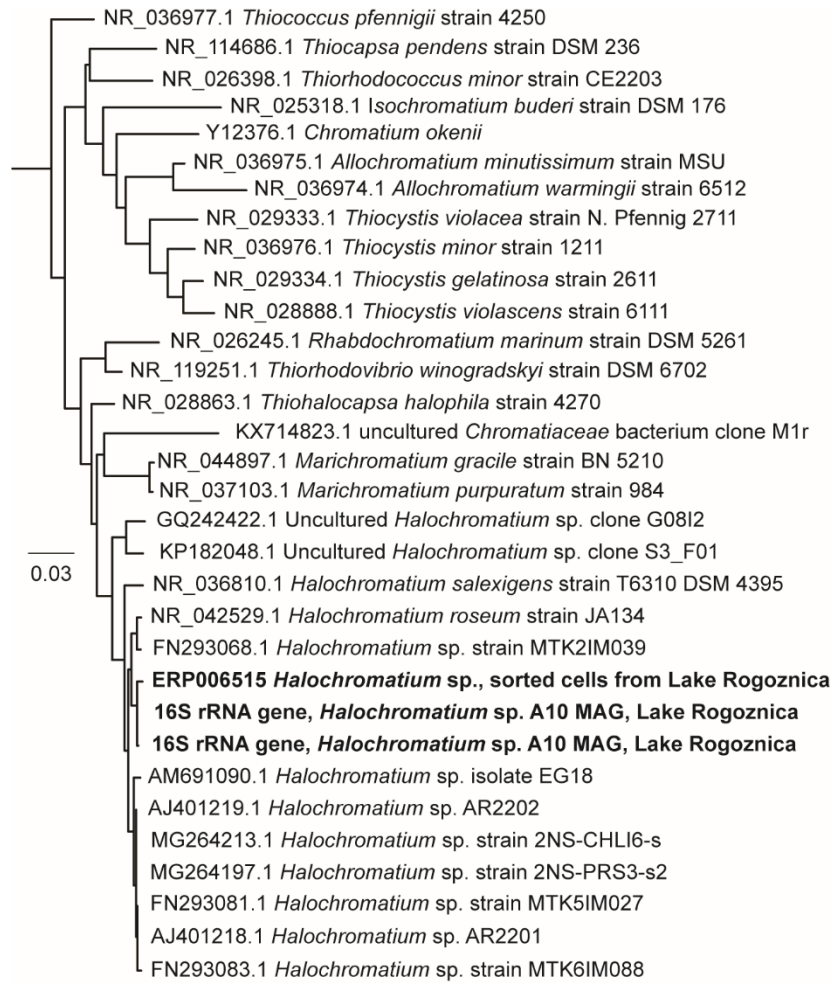 NR_036977.1 Thiococcus pfennigii strain 4250
NR_114686.1 Thiocapsa pendens strain DSM 236
NR_026398.1 Thiorhodococcus minor strain CE2203
NR_025318.1 Isochromatium buderi strain DSM 176
Y12376.1 Chromatium okenii
NR_036975.1 Allochromatium minutissimum strain MSU
NR_036974.1 Allochromatium warmingii strain 6512
NR_029333.1 Thiocystis violacea strain N. Pfennig 2711
NR_036976.1 Thiocystis minor strain 1211
NR_029334.1 Thiocystis gelatinosa strain 2611
NR_028888.1 Thiocystis violascens strain 6111
NR_026245.1 Rhabdochromatium marinum strain DSM 5261
NR_119251.1 Thiorhodovibrio winogradskyi strain DSM 6702
NR_028863.1 Thiohalocapsa halophila strain 4270
KX714823.1 uncultured Chromatiaceae bacterium clone M1r
NR_044897.1 Marichromatium gracile strain BN 5210
NR_037103.1 Marichromatium purpuratum strain 984
GQ242422.1 Uncultured Halochromatium sp. clone G08I2
KP182048.1 Uncultured Halochromatium sp. clone S3_F01
0.03
NR_036810.1 Halochromatium salexigens strain T6310 DSM 4395
NR_042529.1 Halochromatium roseum strain JA134
FN293068.1 Halochromatium sp. strain MTK2IM039
ERP006515 Halochromatium sp., sorted cells from Lake Rogoznica
16S rRNA gene, Halochromatium sp. A10 MAG, Lake Rogoznica
16S rRNA gene, Halochromatium sp. A10 MAG, Lake Rogoznica
AM691090.1 Halochromatium sp. isolate EG18
AJ401219.1 Halochromatium sp. AR2202
MG264213.1 Halochromatium sp. strain 2NS-CHLI6-s
MG264197.1 Halochromatium sp. strain 2NS-PRS3-s2
FN293081.1 Halochromatium sp. strain MTK5IM027
AJ401218.1 Halochromatium sp. AR2201
FN293083.1 Halochromatium sp. strain MTK6IM088